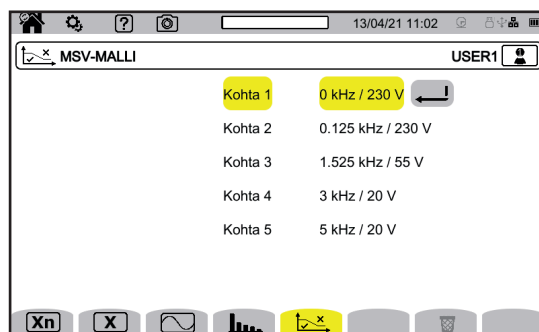 ? 13/04/21 11:02
MSV-MALLI USER1
Kohta 1 0 kHz / 230 V
Kohta 2 0.125 kHz / 230 V
Kohta 3 1.525 kHz / 55 V
Kohta 4 3 kHz / 20 V
Kohta 5 5 kHz / 20 V
Xn X